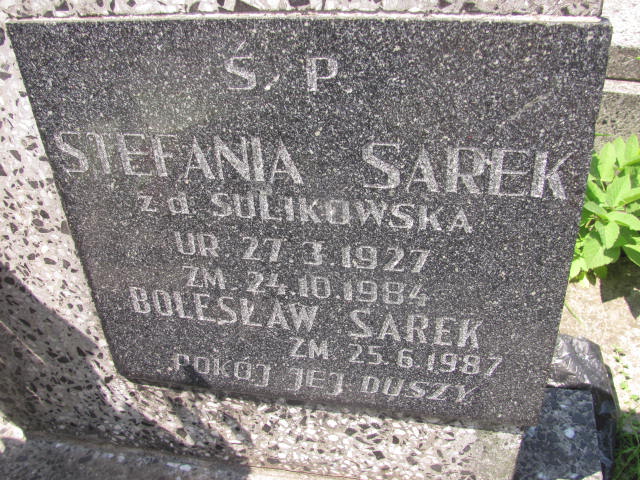 Ś. P.
STEFANIA SAREK
z d. SULIKOWSKA
UR. 27.3.1927
ZM. 24.10.1984
BOLESŁAW SAREK
ZM. 25.6.1987
...POKÓJ JEJ DUSZY